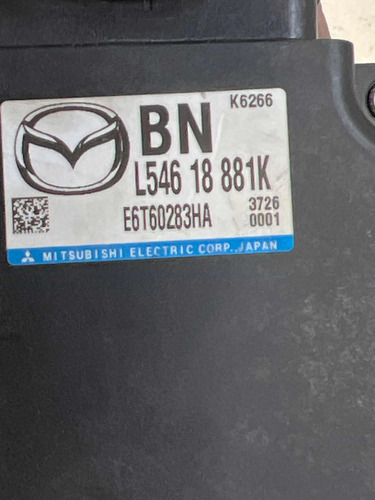 K6266
BN
L546 18 881K
E6T60283HA
3726
0001
MITSUBISHI ELECTRIC CORP., JAPAN